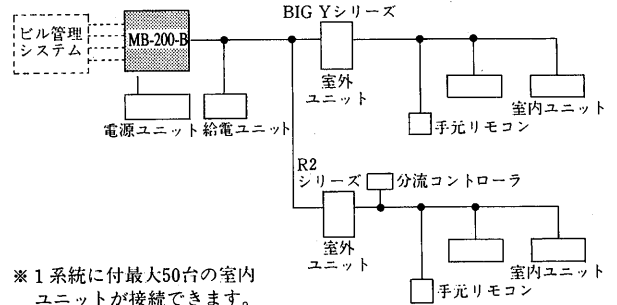 BIG Yシリーズ
ビル管理
システム
MB-200-B
室外
ユニット
室内ユニット
電源ユニット
給電ユニット
手元リモコン
R2
シリーズ
分流コントローラ
室外
ユニット
室内ユニット
手元リモコン
※1系統に付最大50台の室内
ユニットが接続できます。